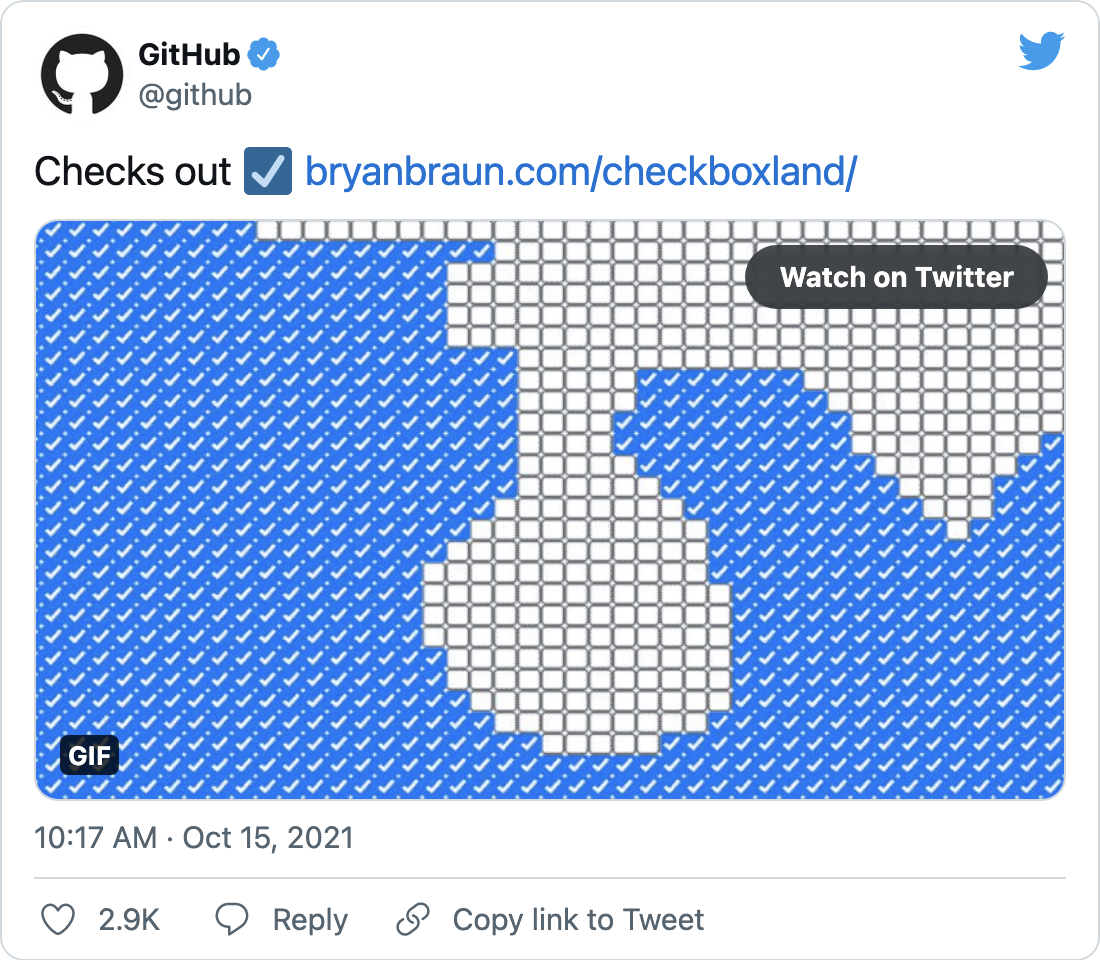 GitHub
@github
Checks out ☑️ bryanbraun.com/checkboxland/
Watch on Twitter
GIF
10:17 AM · Oct 15, 2021
2.9K Reply Copy link to Tweet